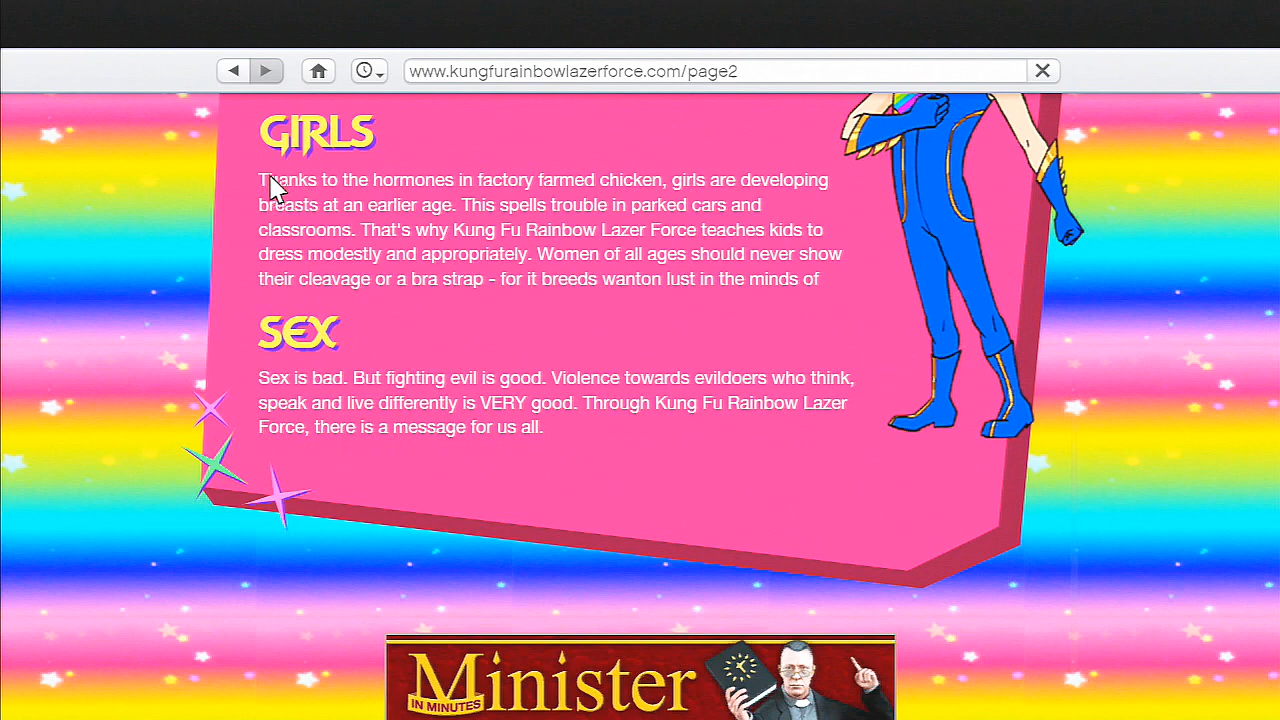 www.kungfurainbowlazerforce.com/page2
GIRLS
Thanks to the hormones in factory farmed chicken, girls are developing
breasts at an earlier age. This spells trouble in parked cars and
classrooms. That's why Kung Fu Rainbow Lazer Force teaches kids to
dress modestly and appropriately. Women of all ages should never show
their cleavage or a bra strap - for it breeds wanton lust in the minds of
SEX
Sex is bad. But fighting evil is good. Violence towards evildoers who think,
speak and live differently is VERY good. Through Kung Fu Rainbow Lazer
Force, there is a message for us all.
Minister
IN MINUTES